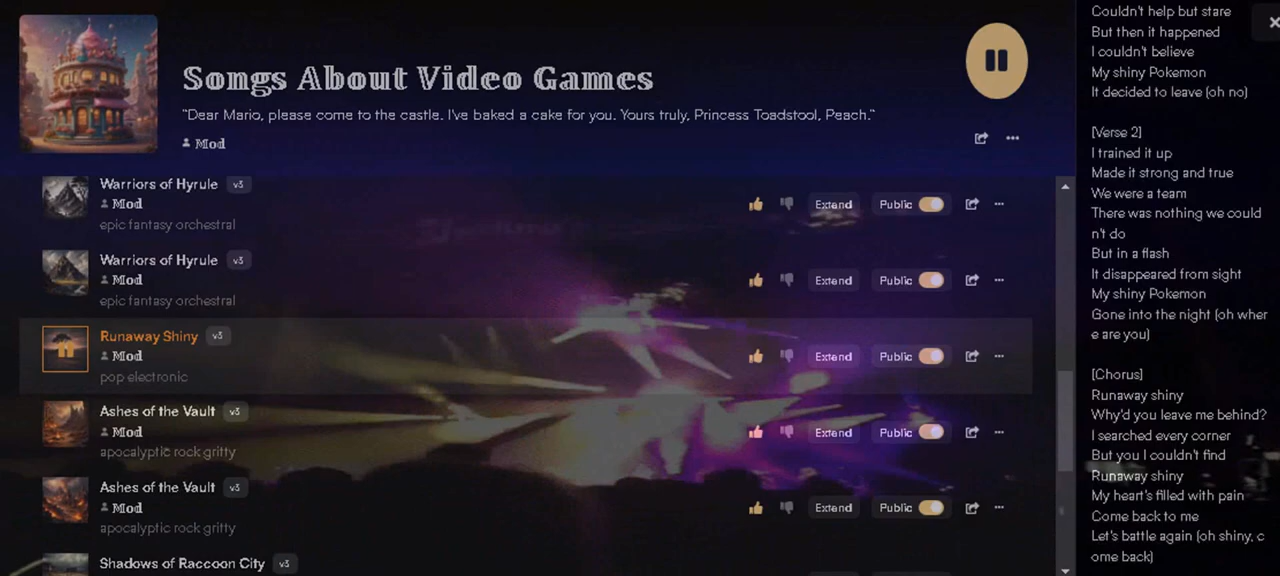 Songs About Video Games
"Dear Mario, please come to the castle. I've baked a cake for you. Yours truly, Princess Toadstool, Peach."
Mod
Warriors of Hyrule v3
Mod
epic fantasy orchestral
Extend Public
Warriors of Hyrule v3
Mod
epic fantasy orchestral
Extend Public
Runaway Shiny v3
Mod
pop electronic
Extend Public
Ashes of the Vault v3
Mod
apocalyptic rock gritty
Extend Public
Ashes of the Vault v3
Mod
apocalyptic rock gritty
Extend Public
Shadows of Raccoon City v3
Couldn't help but stare
But then it happened
I couldn't believe
My shiny Pokemon
It decided to leave (oh no)
[Verse 2]
I trained it up
Made it strong and true
We were a team
There was nothing we could
n't do
But in a flash
It disappeared from sight
My shiny Pokemon
Gone into the night (oh wher
e are you)
[Chorus]
Runaway shiny
Why'd you leave me behind?
I searched every corner
But you I couldn't find
Runaway shiny
My heart's filled with pain
Come back to me
Let's battle again (oh shiny, c
ome back)